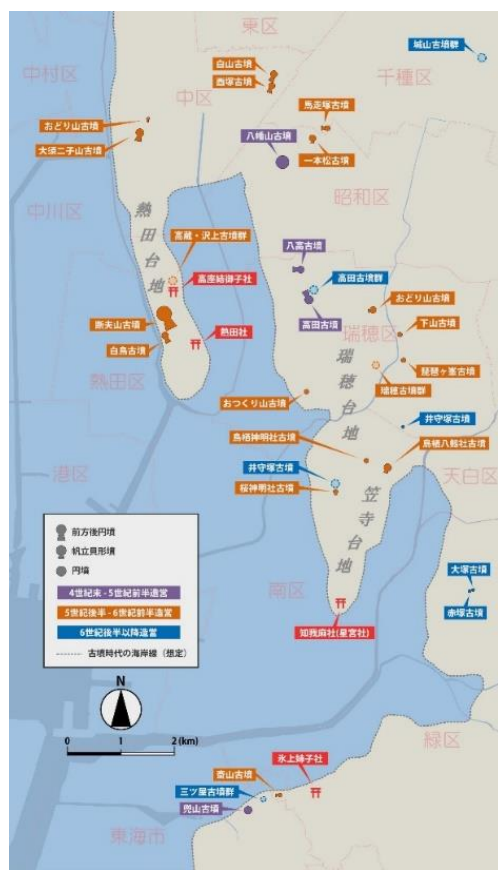 東区
城山古墳群
白山古墳
西塚古墳
中村区
中区
千種区
おどり山古墳
大須二子山古墳
馬走塚古墳
八幡山古墳
一本松古墳
中川区
昭和区
熱田台地
高蔵・沢上古墳群
高座結御子社
八高古墳
高田古墳群
おどり山古墳
高田古墳
断夫山古墳
熱田社
瑞穂区
下山古墳
白鳥古墳
琵琶ヶ峯古墳
熱田区
瑞穂台地
瑞穂古墳群
おつくり山古墳
井守塚古墳
鳥栖神明社古墳
鳥栖八剱社古墳
港区
井守塚古墳
天白区
桜神明社古墳
笠寺台地
前方後円墳
帆立貝形墳
円墳
大塚古墳
赤塚古墳
4世紀末-5世紀前半造営
南区
5世紀後半-6世紀前半造営
6世紀後半以降造営
知我麻社(星宮社)
古墳時代の海岸線（想定）
N
緑区
0 1 2(km)
氷上姉子社
斎山古墳
三ツ屋古墳群
兜山古墳
東海市